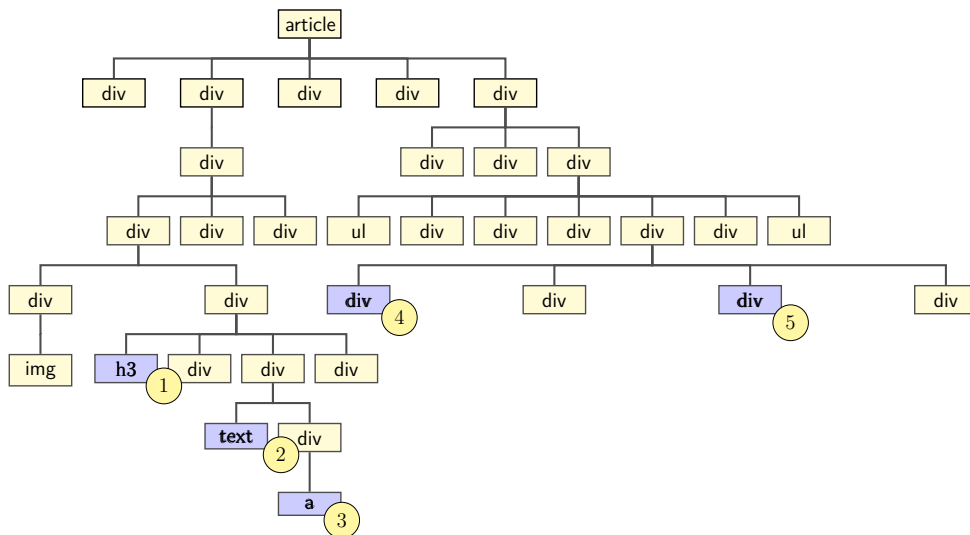 article
div div div div div
div div div div
div div div ul div div div div div ul
div div div div div div
4 5
img h3 div div div
1
text div
2
a
3